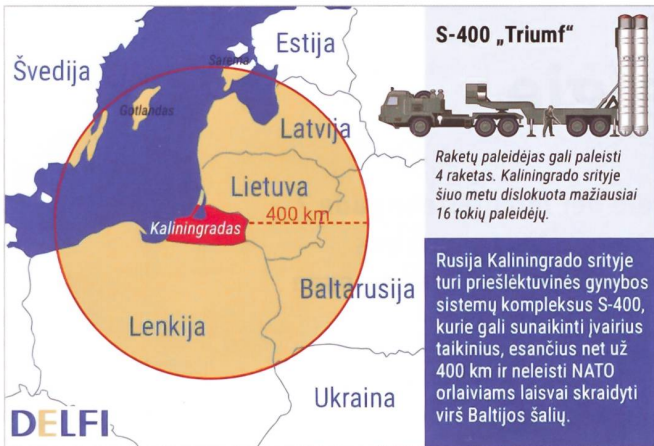 Švedija
Estija
Sarema
Gotlandas
Latvija
Lietuva
Kaliningradas
400 km
Baltarusija
Lenkija
Ukraina
DELFI
S-400 „Triumf“
Raketų paleidėjas gali paleisti
4 raketas. Kaliningrado srityje
šiuo metu dislokuota mažiausiai
16 tokių paleidėjų.
Rusija Kaliningrado srityje
turi priešlėktuvinės gynybos
sistemų kompleksus S-400,
kurie gali sunaikinti įvairius
taikinius, esančius net už
400 km ir neleisti NATO
orlaiviams laisvai skraidyti
virš Baltijos šalių.